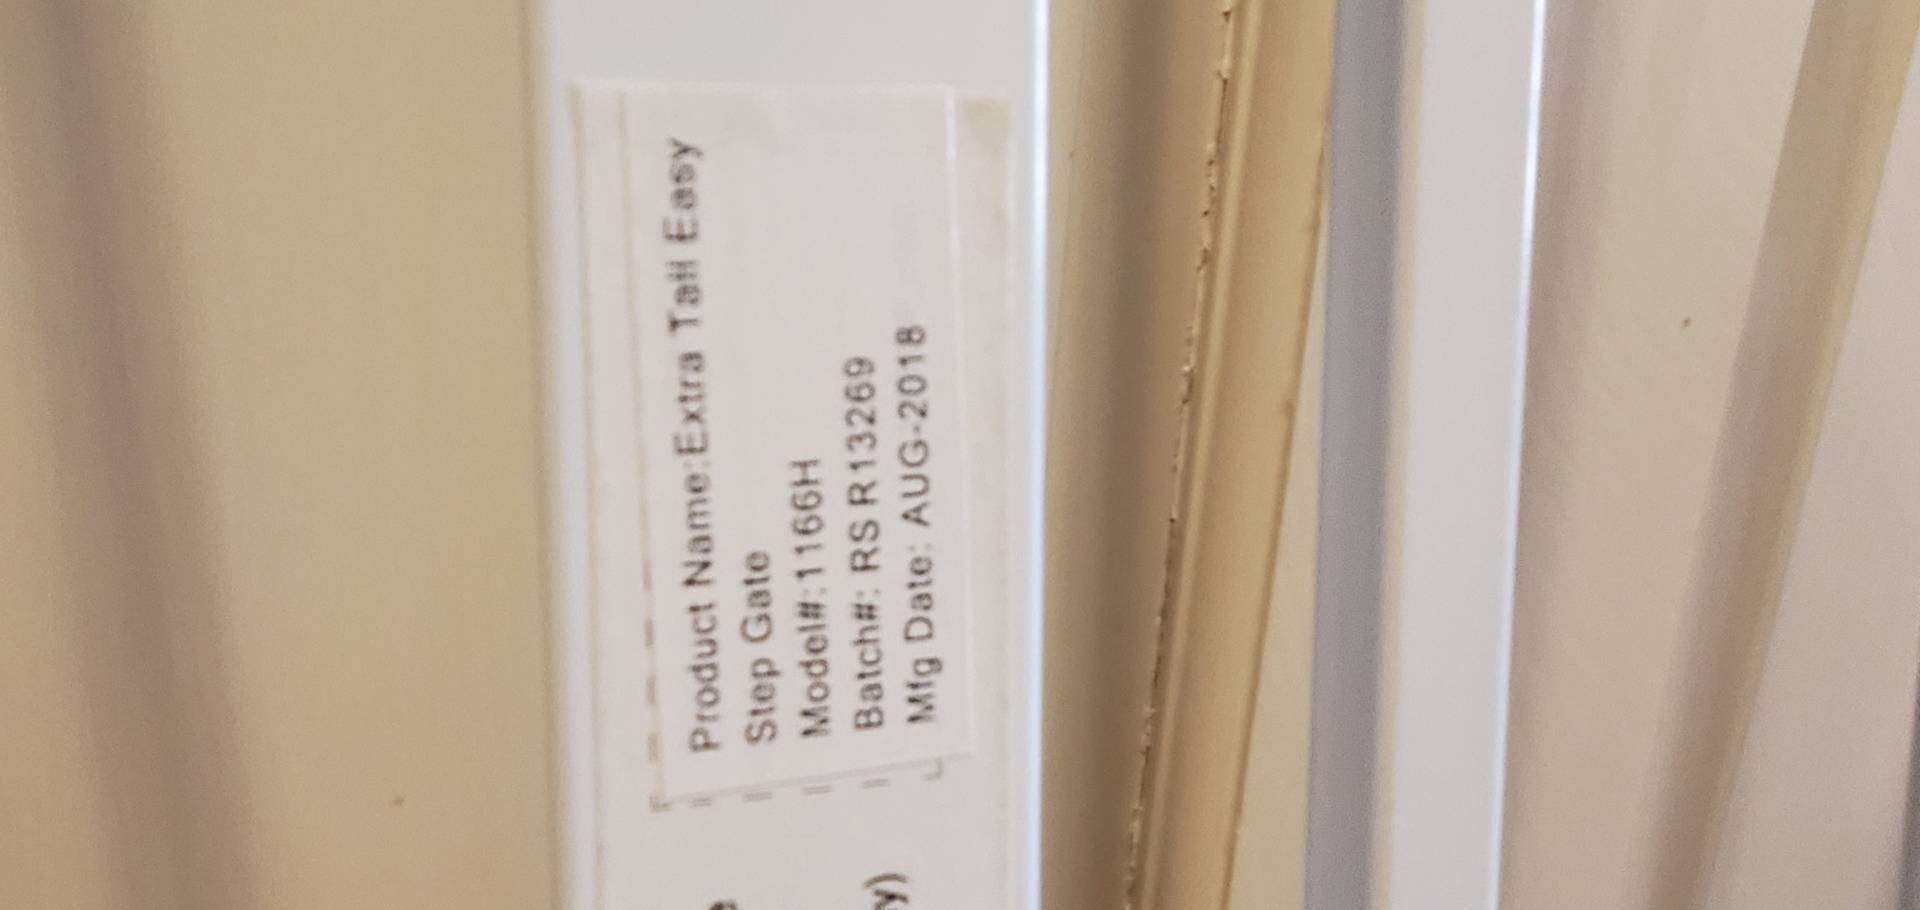 Product Name:Extra Tall Easy
Step Gate
Model#:1166H
Batch#: RS R13269
Mfg Date: AUG-2018
y)